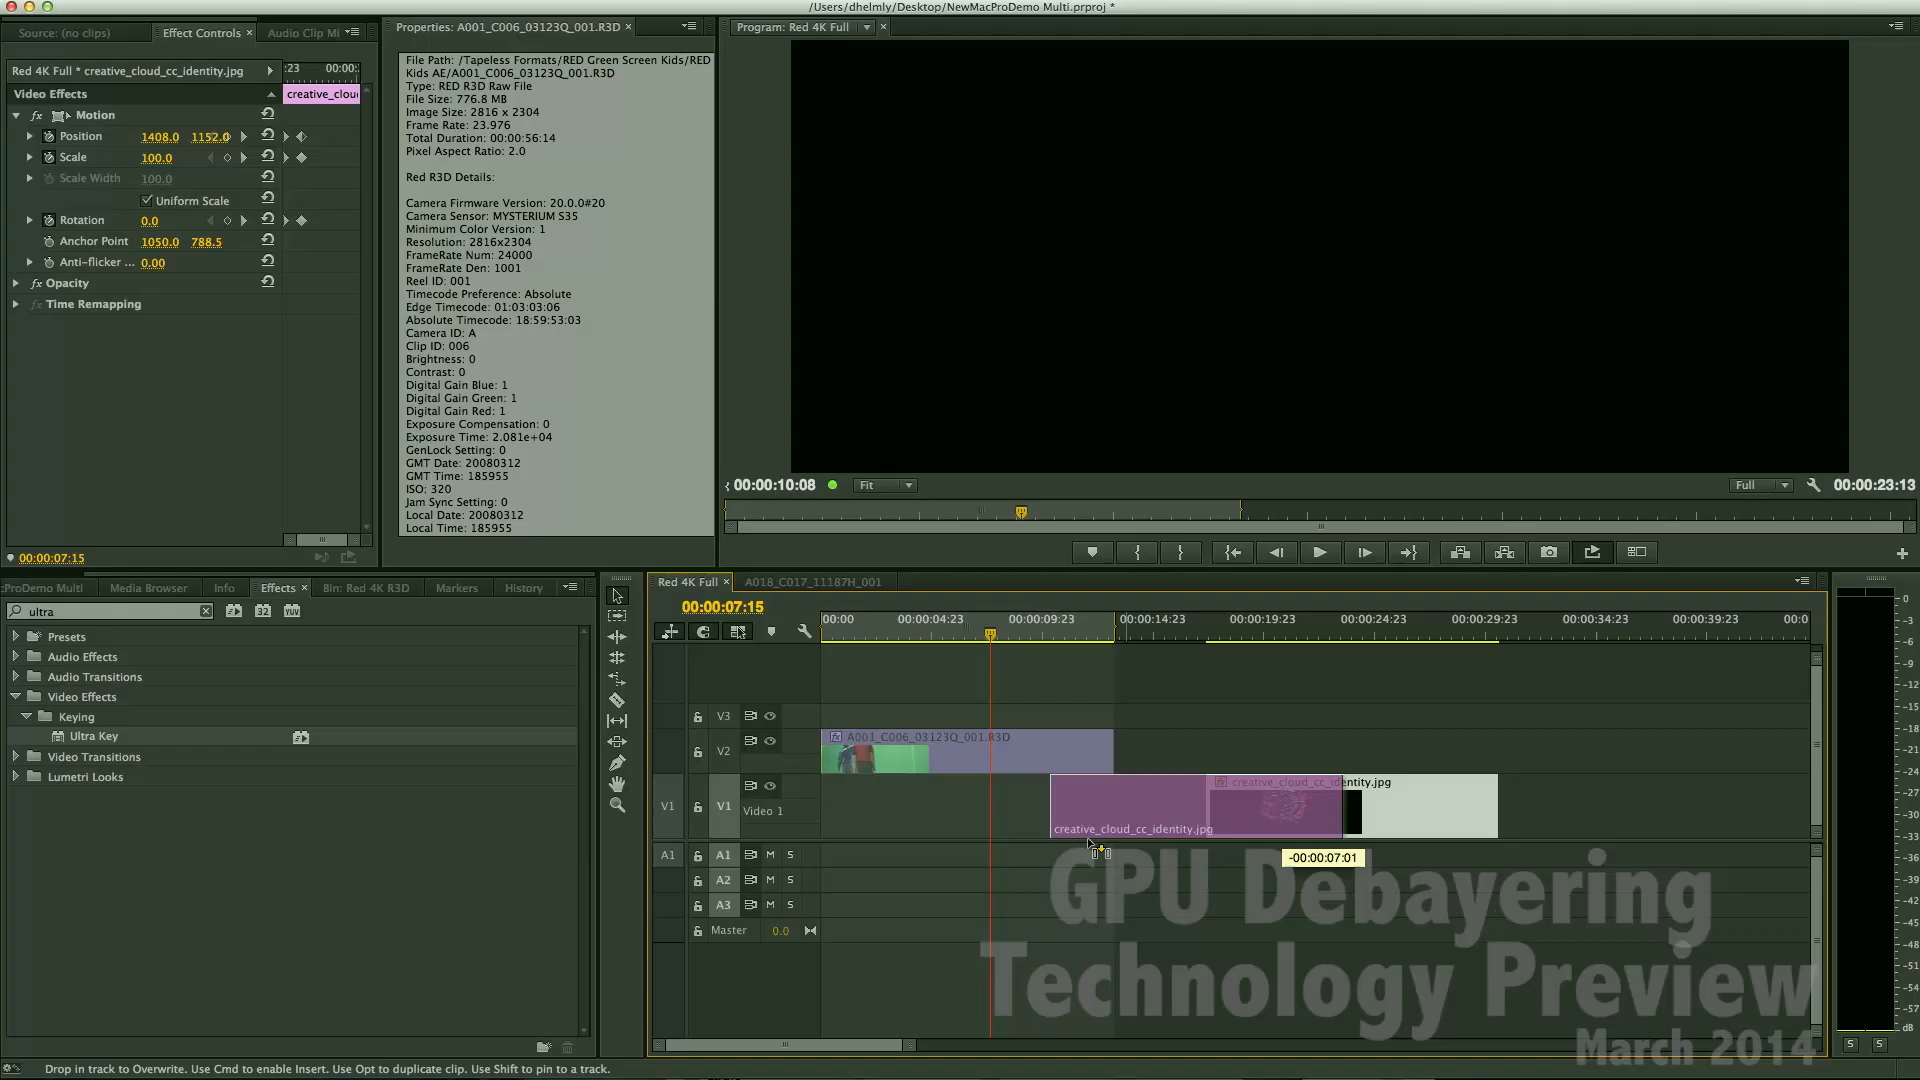 /Users/dhelmly/Desktop/NewMacProDemo Multi.prproj *
Source: (no clips)
Effect Controls ×
Audio Clip Mi
Red 4K Full * creative_cloud_cc_identity.jpg
:23 00:00:
Video Effects
creative_clou
fx Motion
Position 1408.0 1152.0
Scale 100.0
Scale Width 100.0
Uniform Scale
Rotation 0.0
Anchor Point 1050.0 788.5
Anti-flicker ... 0.00
fx Opacity
fx Time Remapping
00:00:07:15
Properties: A001_C006_03123Q_001.R3D ×
File Path: /Tapeless Formats/RED Green Screen Kids/RED
Kids AE/A001_C006_03123Q_001.R3D
Type: RED R3D Raw File
File Size: 776.8 MB
Image Size: 2816 x 2304
Frame Rate: 23.976
Total Duration: 00:00:56:14
Pixel Aspect Ratio: 2.0
Red R3D Details:
Camera Firmware Version: 20.0.0#20
Camera Sensor: MYSTERIUM S35
Minimum Color Version: 1
Resolution: 2816x2304
FrameRate Num: 24000
FrameRate Den: 1001
Reel ID: 001
Timecode Preference: Absolute
Edge Timecode: 01:03:03:06
Absolute Timecode: 18:59:53:03
Camera ID: A
Clip ID: 006
Brightness: 0
Contrast: 0
Digital Gain Blue: 1
Digital Gain Green: 1
Digital Gain Red: 1
Exposure Compensation: 0
Exposure Time: 2.081e+04
GenLock Setting: 0
GMT Date: 20080312
GMT Time: 185955
ISO: 320
Jam Sync Setting: 0
Local Date: 20080312
Local Time: 185955
Program: Red 4K Full ×
00:00:10:08
Fit
Full
00:00:23:13
cProDemo Multi
Media Browser
Info
Effects ×
Bin: Red 4K R3D
Markers
History
ultra
32
YUV
Presets
Audio Effects
Audio Transitions
Video Effects
Keying
Ultra Key
Video Transitions
Lumetri Looks
Red 4K Full ×
A018_C017_11187H_001
00:00:07:15
00:00 00:00:04:23 00:00:09:23 00:00:14:23 00:00:19:23 00:00:24:23 00:00:29:23 00:00:34:23 00:00:39:23 00:0
V3
V2
fx A001_C006_03123Q_001.R3D
V1 V1
Video 1
fx creative_cloud_cc_identity.jpg
creative_cloud_cc_identity.jpg
-00:00:07:01
A1 A1 M S
A2 M S
A3 M S
Master 0.0
GPU Debayering
Technology Preview
March 2014
0
-3
-6
-9
-12
-15
-18
-21
-24
-27
-30
-33
-36
-39
-42
-45
-48
-51
-54
-57
dB
S S
Drop in track to Overwrite. Use Cmd to enable Insert. Use Opt to duplicate clip. Use Shift to pin to a track.